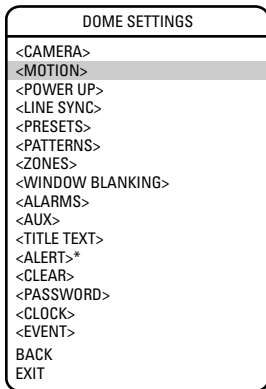 DOME SETTINGS
<CAMERA>
<MOTION>
<POWER UP>
<LINE SYNC>
<PRESETS>
<PATTERNS>
<ZONES>
<WINDOW BLANKING>
<ALARMS>
<AUX>
<TITLE TEXT>
<ALERT>*
<CLEAR>
<PASSWORD>
<CLOCK>
<EVENT>
BACK
EXIT